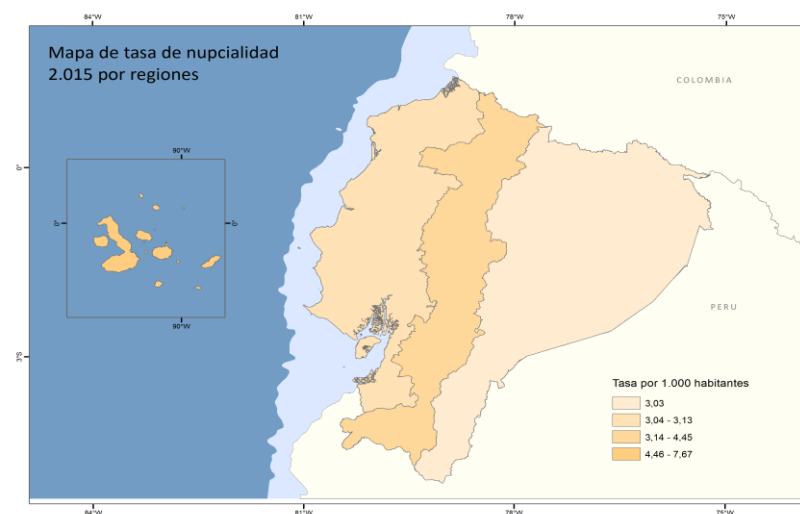 84°W 81°W 78°W 75°W
Mapa de tasa de nupcialidad
2.015 por regiones
COLOMBIA
90°W
0°
0° 0°
90°W
PERU
3°S
Tasa por 1.000 habitantes
3,03
3,04 - 3,13
3,14 - 4,45
4,46 - 7,67
84°W 81°W 78°W 75°W